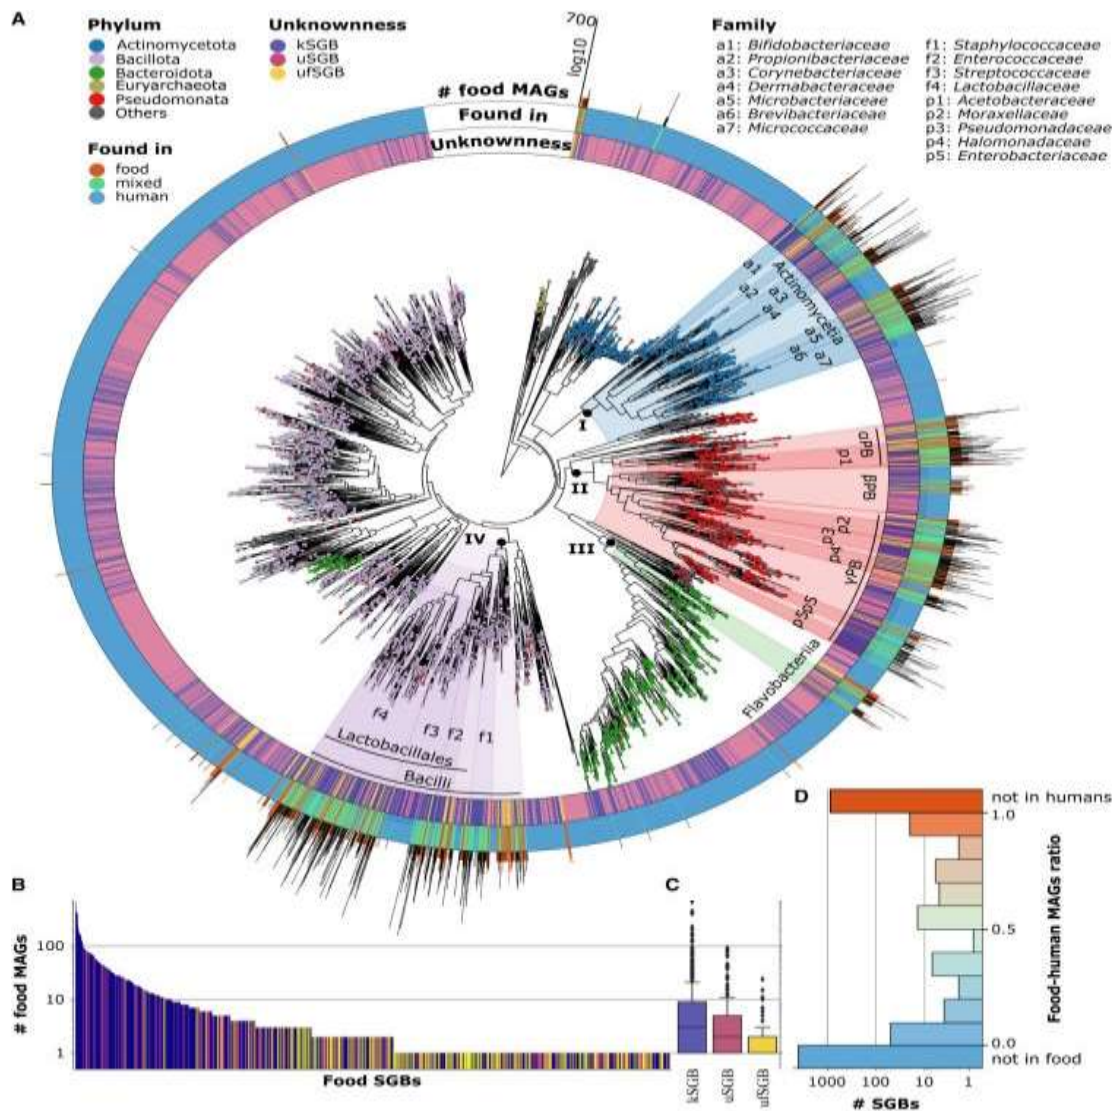 A
Phylum
Actinomycetota
Bacillota
Bacteroidota
Euryarchaeota
Pseudomonata
Others
Found in
food
mixed
human
Unknownness
kSGB
uSGB
ufSGB
700
log10
# food MAGs
Found in
Unknownness
Family
a1: Bifidobacteriaceae
a2: Propionibacteriaceae
a3: Corynebacteriaceae
a4: Dermabacteraceae
a5: Microbacteriaceae
a6: Brevibacteriaceae
a7: Micrococcaceae
f1: Staphylococcaceae
f2: Enterococcaceae
f3: Streptococcaceae
f4: Lactobacillaceae
p1: Acetobacteraceae
p2: Moraxellaceae
p3: Pseudomonadaceae
p4: Halomonadaceae
p5: Enterobacteriaceae
Actinomycetia
a1
a2
a3
a4
a5
a6
a7
I
II
III
IV
αPB
p1
βPB
p2
p3
p4
γPB
p5
p5
Flavobacteriia
f4
f3
f2
f1
Lactobacillales
Bacilli
B
# food MAGs
100
10
1
Food SGBs
C
kSGB
uSGB
ufSGB
D
not in humans
1.0
0.5
0.0
not in food
Food-human MAGs ratio
1000
100
10
1
# SGBs